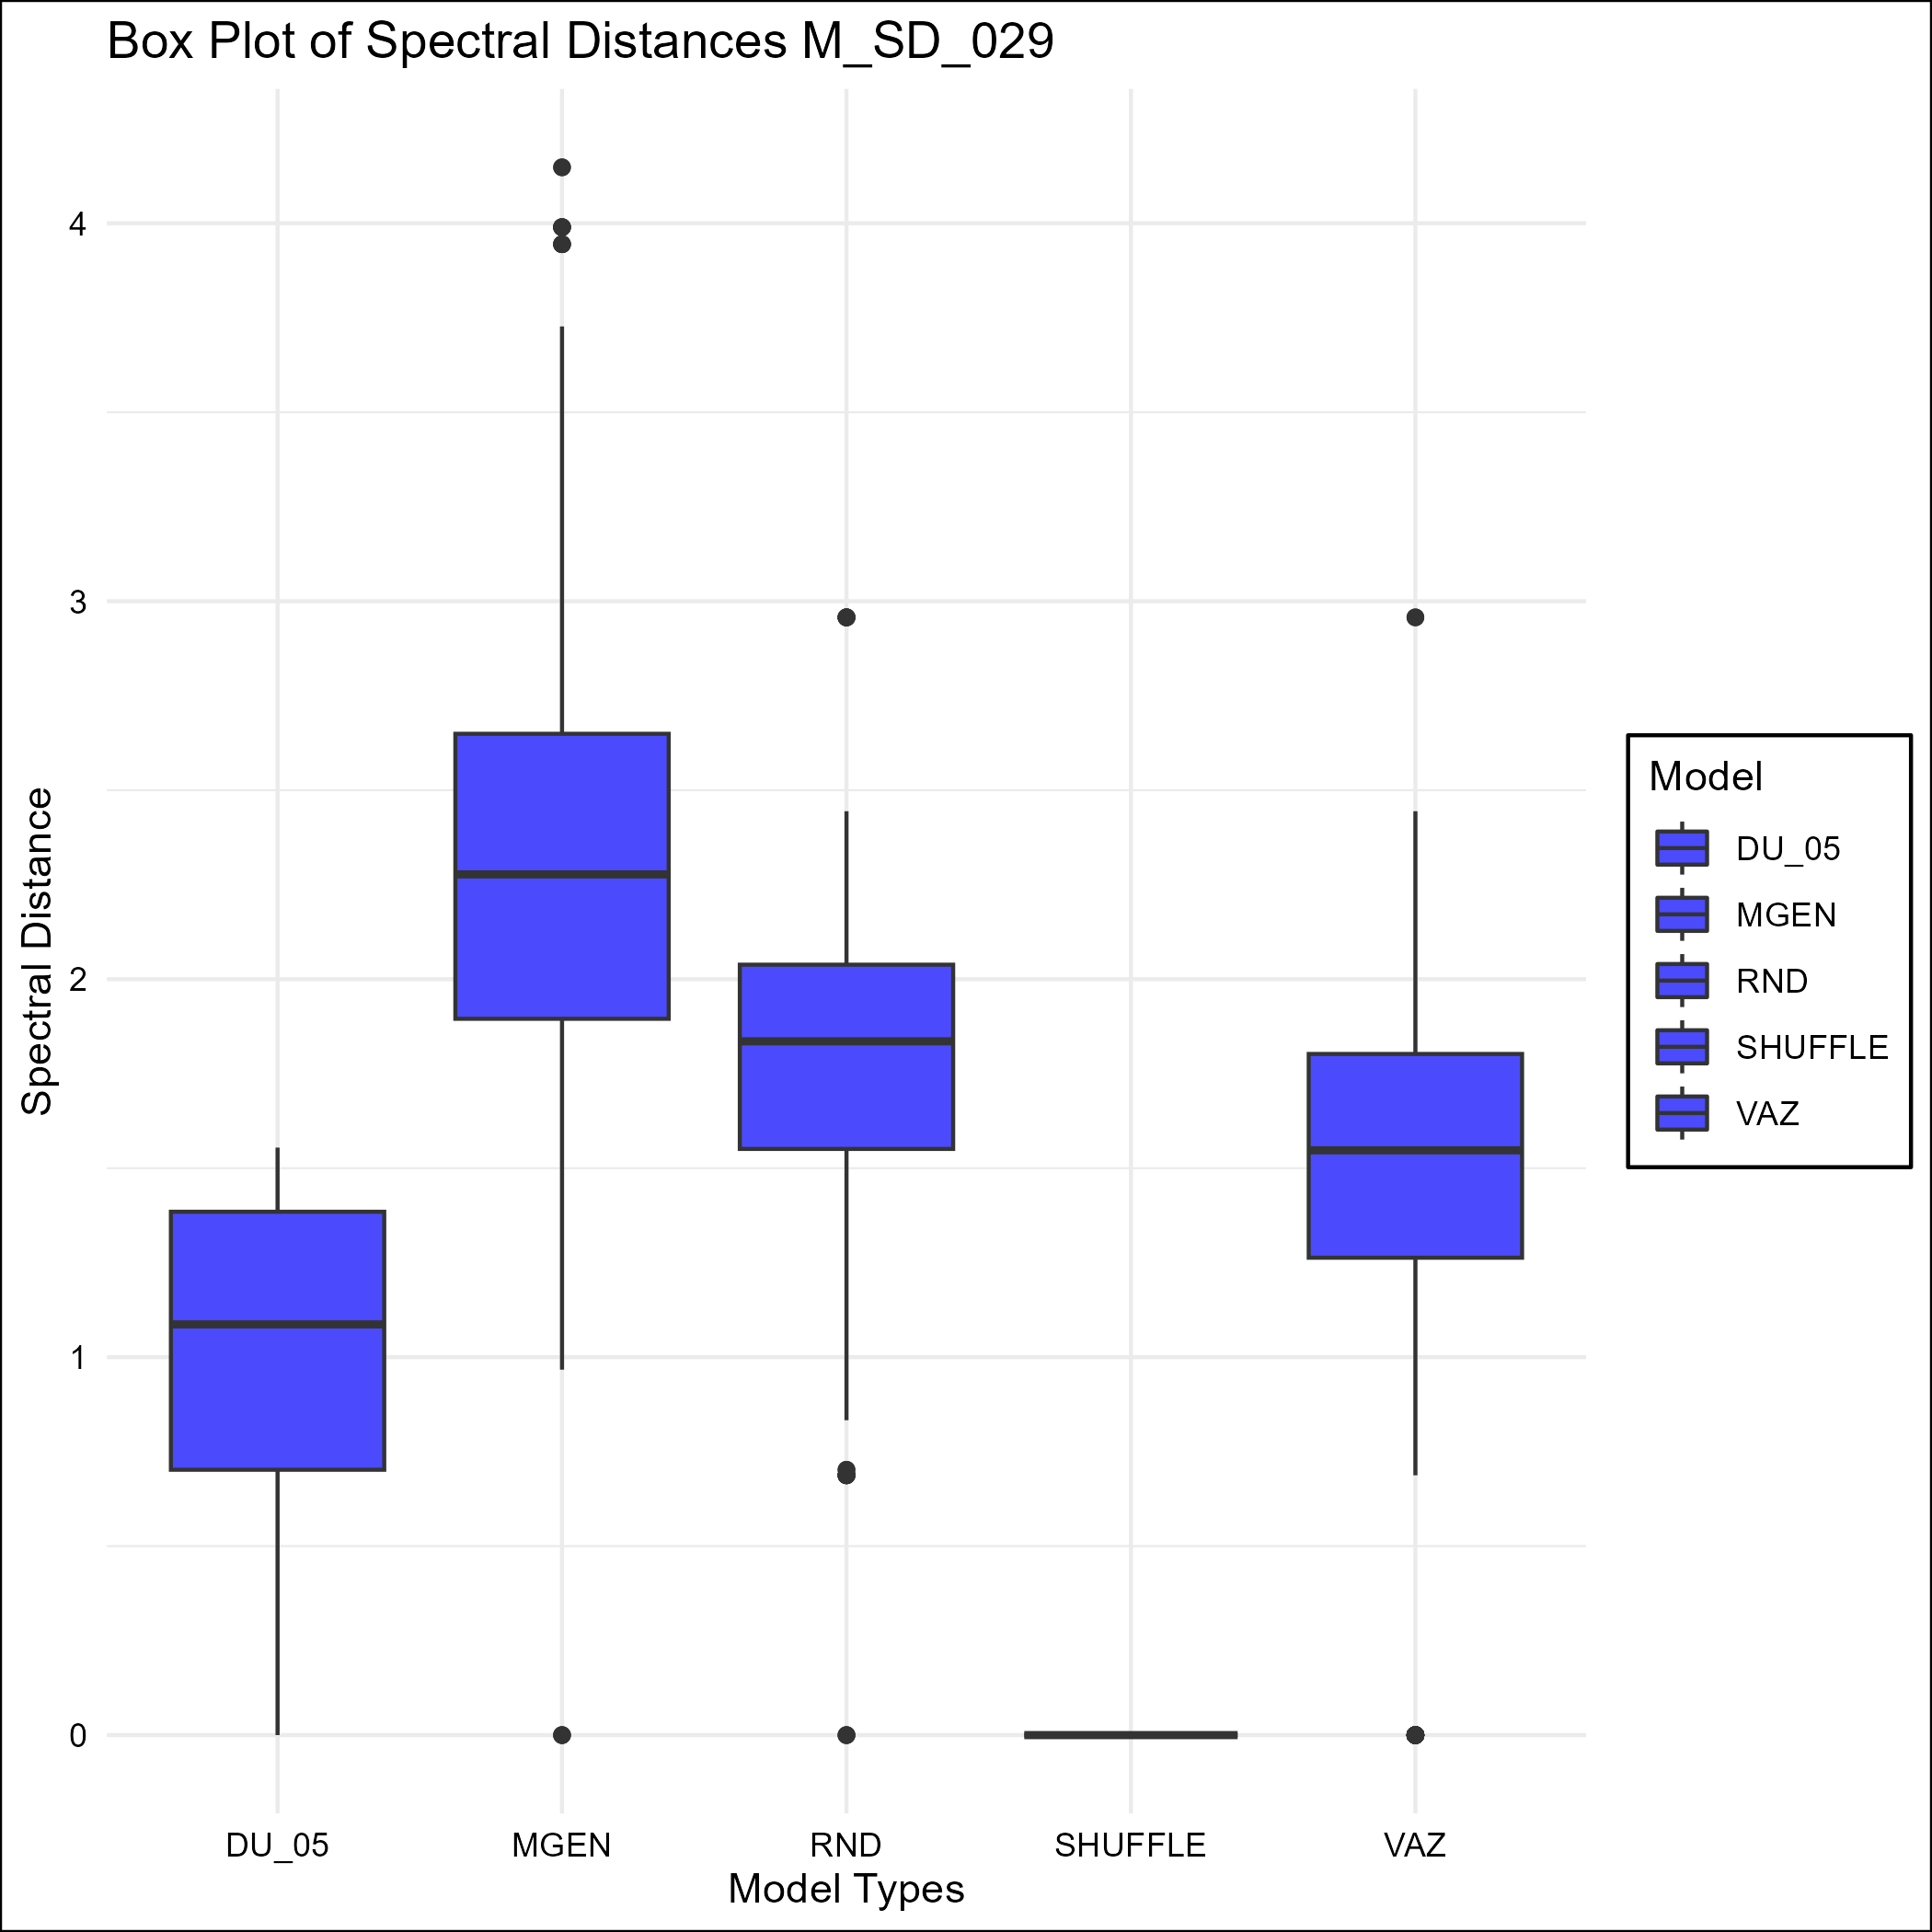 Box Plot of Spectral Distances M_SD_029
4
3
2
1
0
Spectral Distance
DU_05
MGEN
RND
SHUFFLE
VAZ
Model Types
Model
DU_05
MGEN
RND
SHUFFLE
VAZ